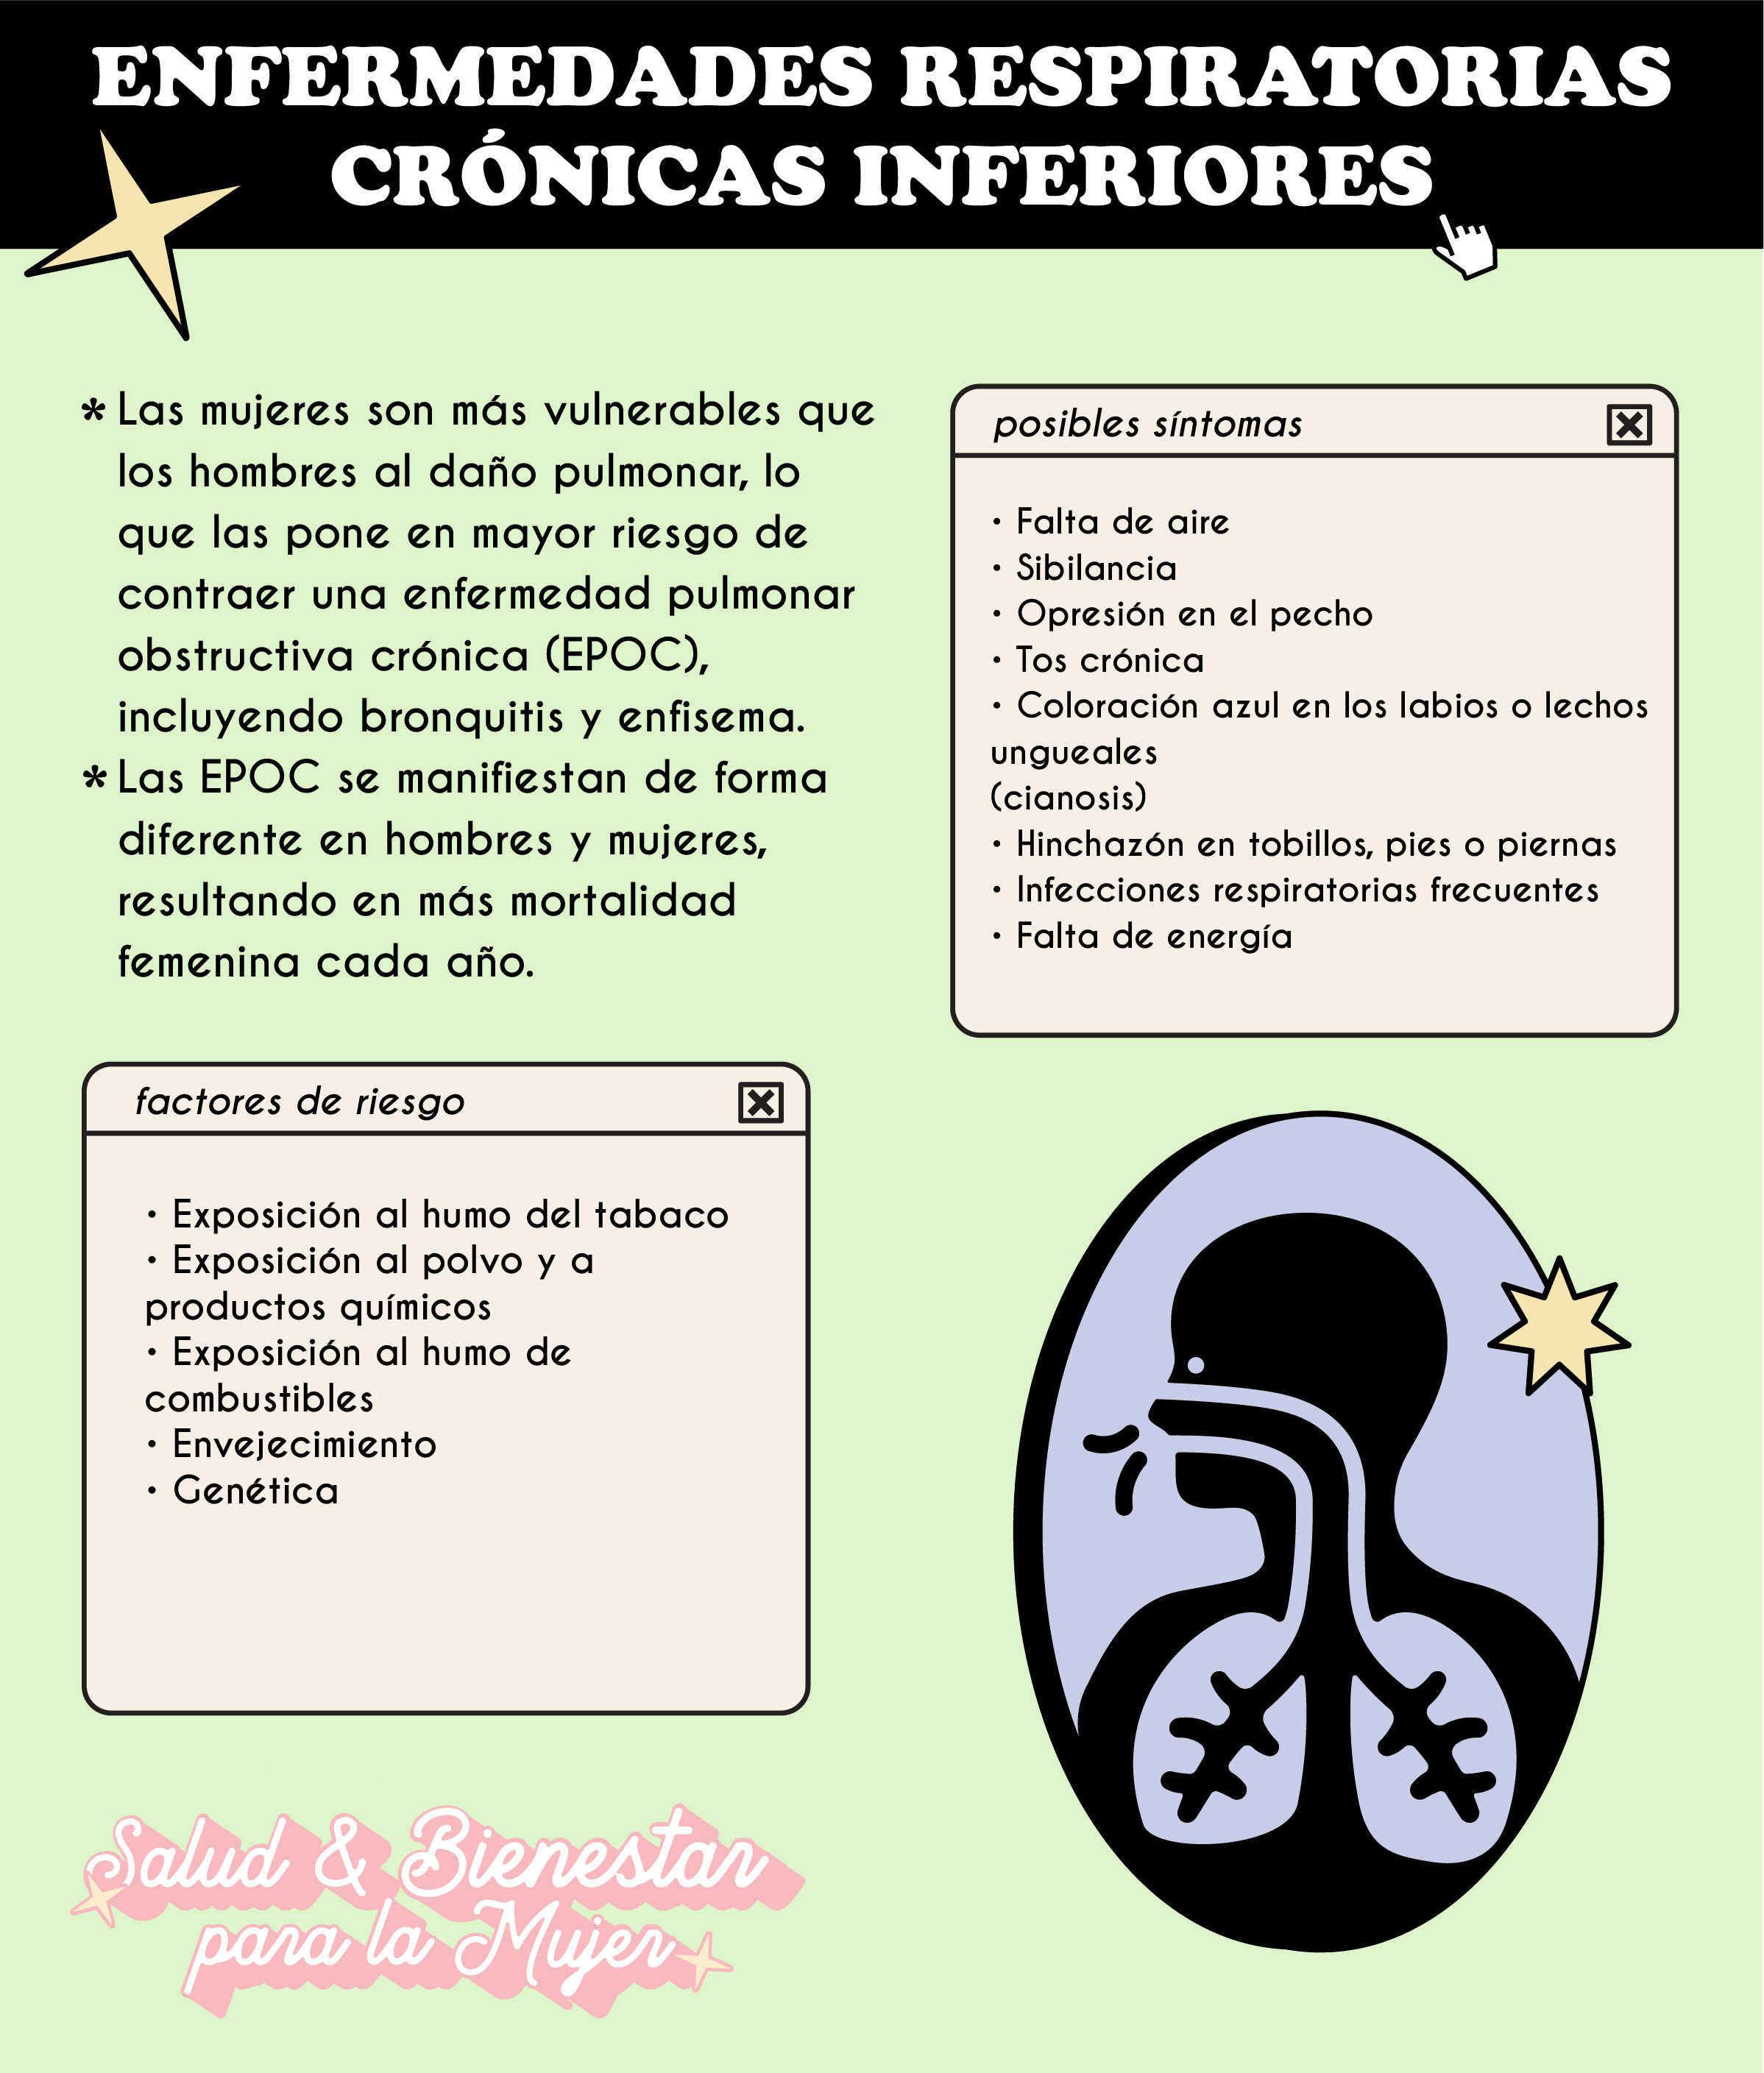 ENFERMEDADES RESPIRATORIAS
CRÓNICAS INFERIORES
* Las mujeres son más vulnerables que
los hombres al daño pulmonar, lo
que las pone en mayor riesgo de
contraer una enfermedad pulmonar
obstructiva crónica (EPOC),
incluyendo bronquitis y enfisema.
* Las EPOC se manifiestan de forma
diferente en hombres y mujeres,
resultando en más mortalidad
femenina cada año.
posibles síntomas
• Falta de aire
• Sibilancia
• Opresión en el pecho
• Tos crónica
• Coloración azul en los labios o lechos
ungueales
(cianosis)
• Hinchazón en tobillos, pies o piernas
• Infecciones respiratorias frecuentes
• Falta de energía
factores de riesgo
• Exposición al humo del tabaco
• Exposición al polvo y a
productos químicos
• Exposición al humo de
combustibles
• Envejecimiento
• Genética
Salud & Bienestar
para la Mujer